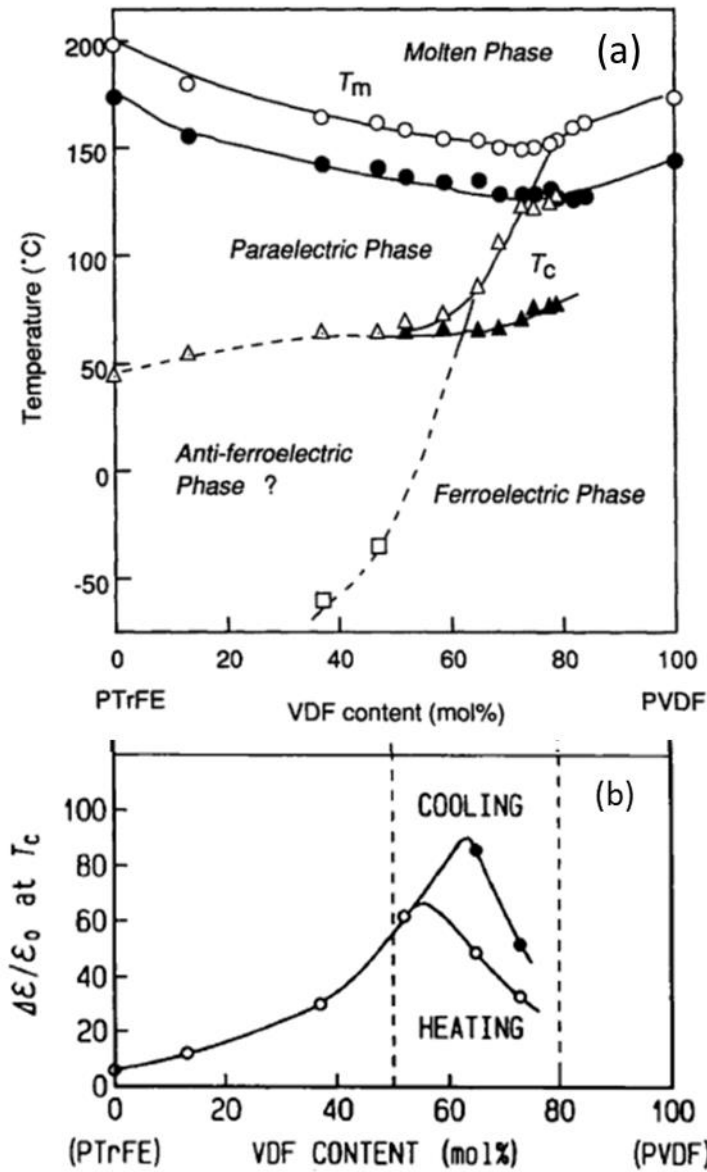 (a)
Molten Phase
Tm
200
150
100
50
0
-50
Temperature (°C)
Paraelectric Phase
Tc
Anti-ferroelectric
Phase ?
Ferroelectric Phase
0 20 40 60 80 100
PTrFE VDF content (mol%) PVDF
(b)
COOLING
100
80
60
40
20
0
Δε/ε0 at Tc
HEATING
0 20 40 60 80 100
(PTrFE) VDF CONTENT (mol%) (PVDF)